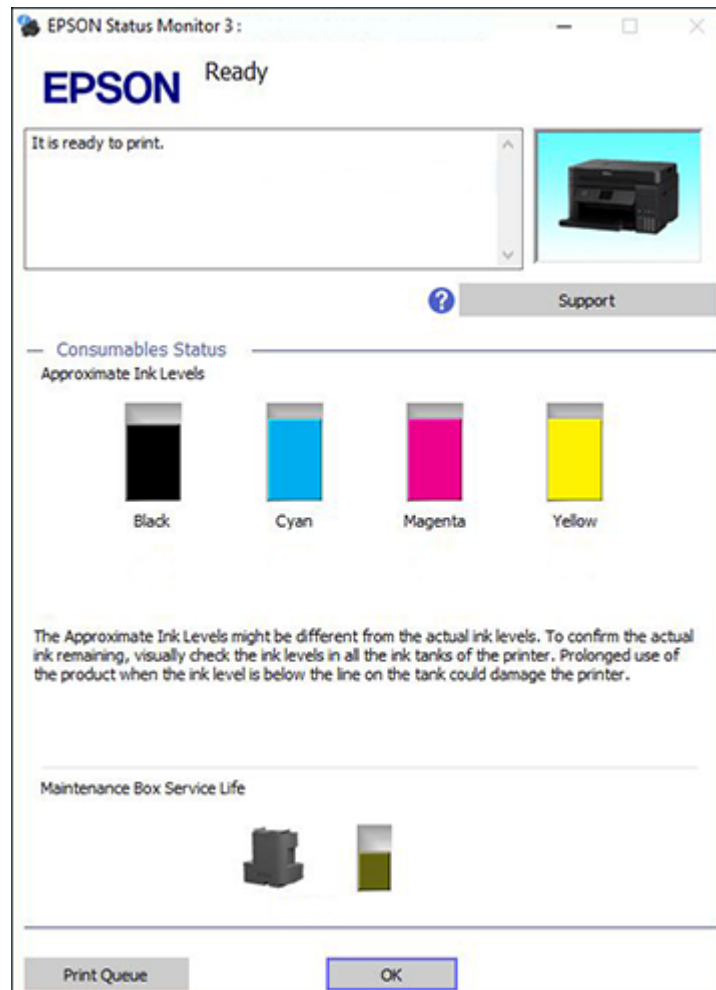 EPSON Status Monitor 3 :
EPSON
Ready
It is ready to print.
Support
Consumables Status
Approximate Ink Levels
Black
Cyan
Magenta
Yellow
The Approximate Ink Levels might be different from the actual ink levels. To confirm the actual
ink remaining, visually check the ink levels in all the ink tanks of the printer. Prolonged use of
the product when the ink level is below the line on the tank could damage the printer.
Maintenance Box Service Life
Print Queue
OK